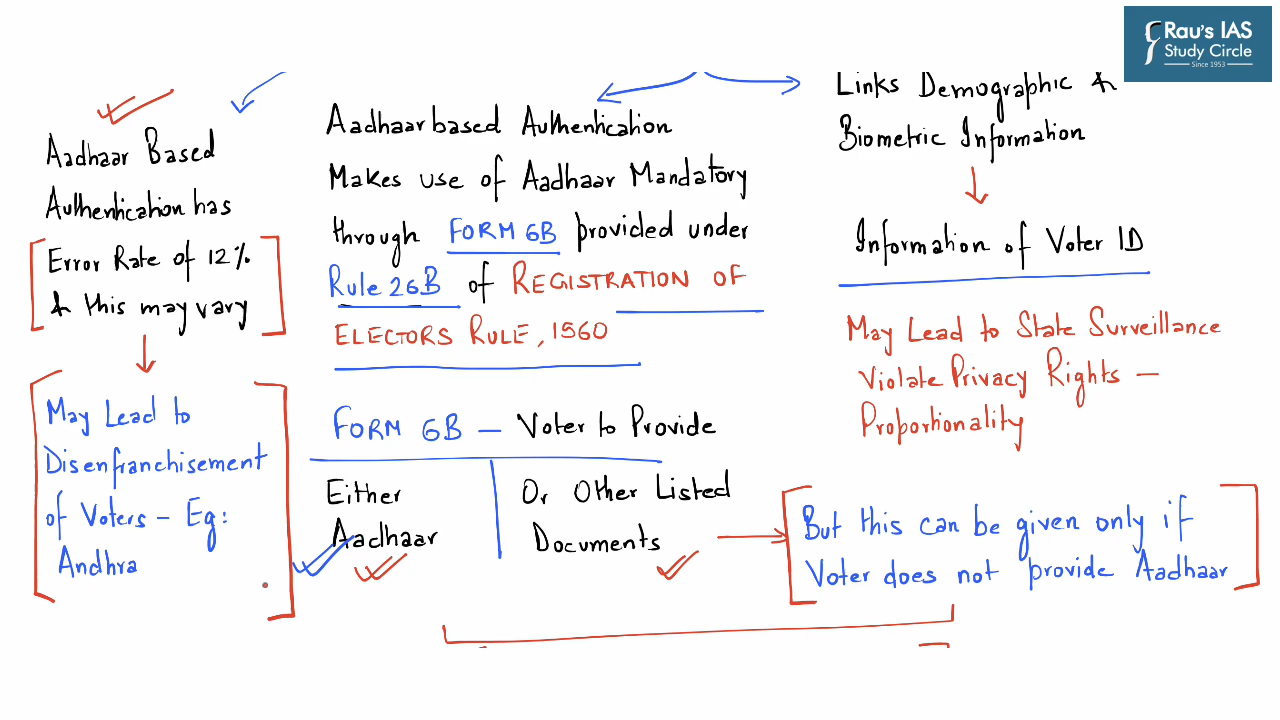 Rau's IAS
Study Circle
Since 1953
Aadhaar Based
Authentication has
Error Rate of 12%
& this may vary
May Lead to
Disenfranchisement
of Voters – Eg:
Andhra
Aadhaar based Authentication
Makes use of Aadhaar Mandatory
through FORM 6B provided under
Rule 26B of REGISTRATION OF
ELECTORS RULE, 1960
FORM 6B – Voter to Provide
Either
Aadhaar
Or Other Listed
Documents
Links Demographic &
Biometric Information
Information of Voter ID
May Lead to State Surveillance
Violate Privacy Rights –
Proportionality
But this can be given only if
Voter does not provide Aadhaar